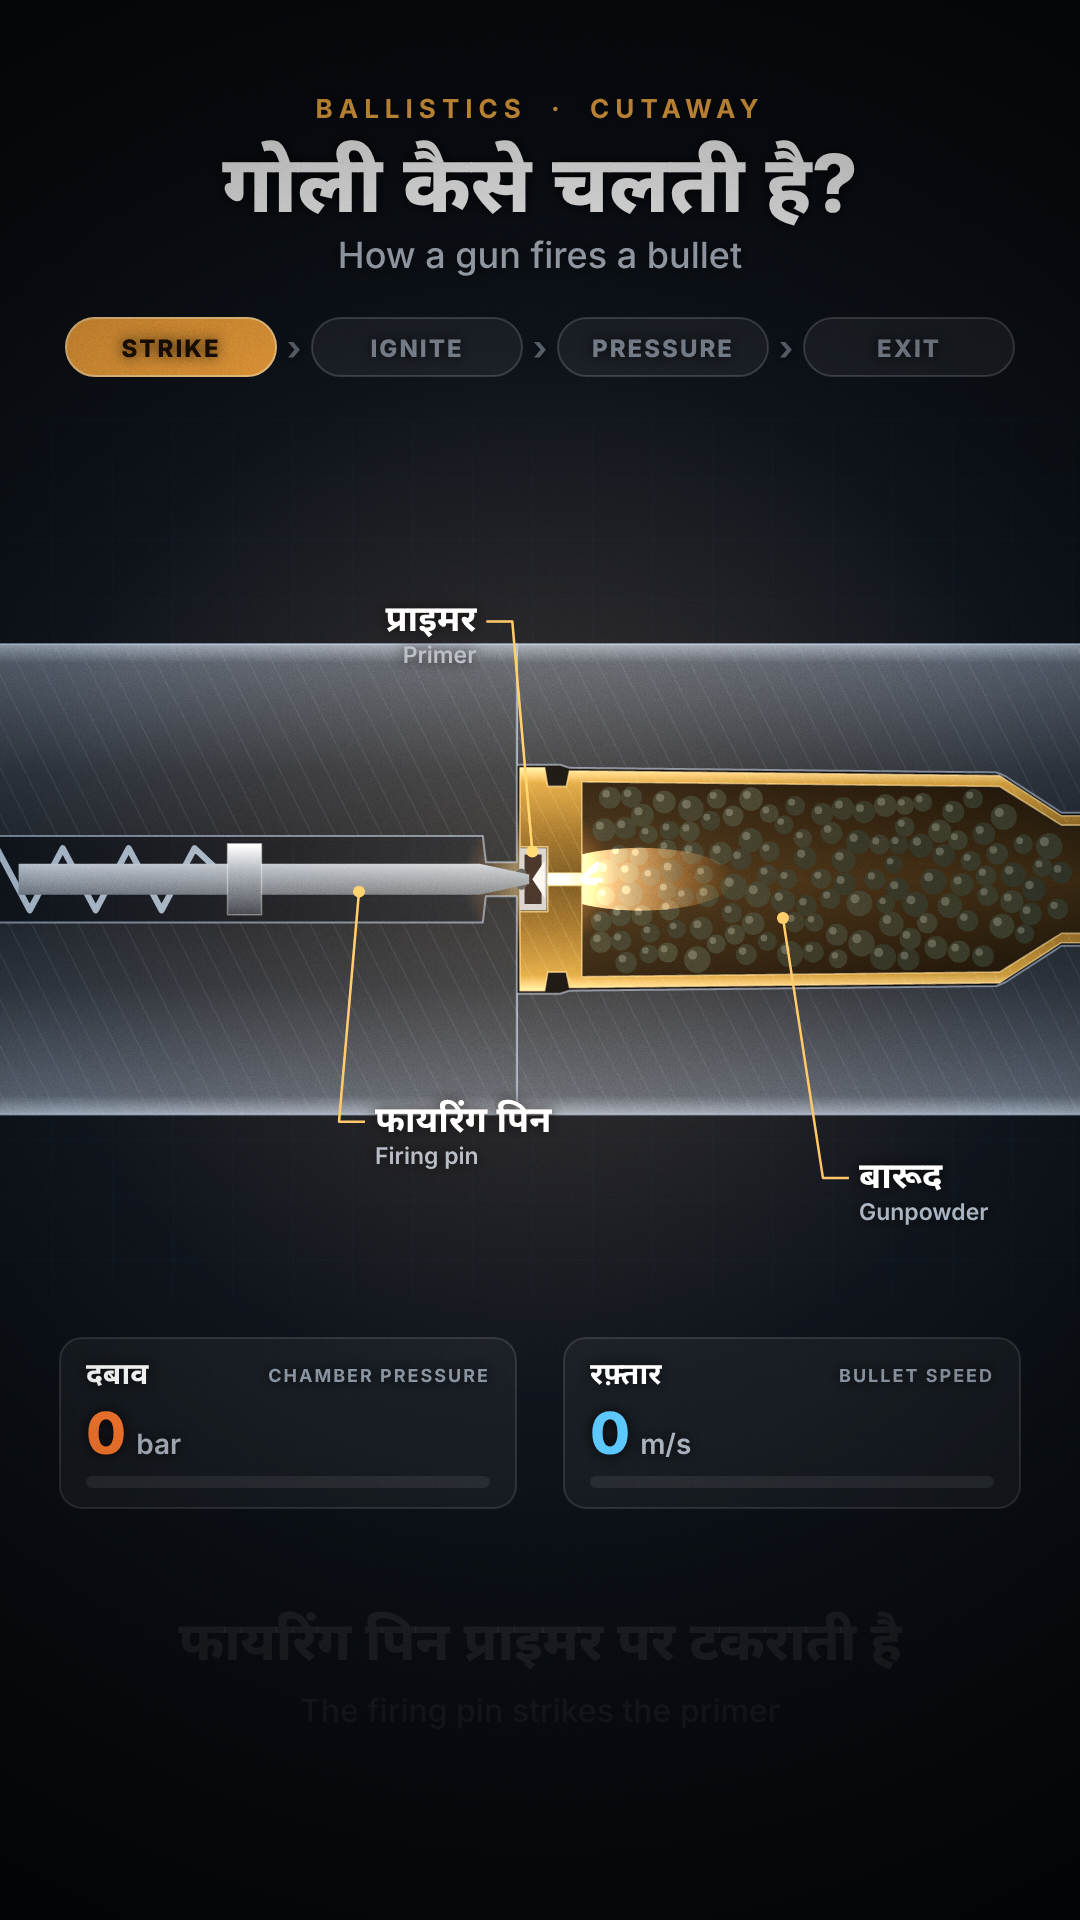 BALLISTICS · CUTAWAY
गोली कैसे चलती है?
How a gun fires a bullet
STRIKE › IGNITE › PRESSURE › EXIT
प्राइमर
Primer
फायरिंग पिन
Firing pin
बारूद
Gunpowder
दबाव CHAMBER PRESSURE
0 bar
रफ़्तार BULLET SPEED
0 m/s
फायरिंग पिन प्राइमर पर टकराती है
The firing pin strikes the primer